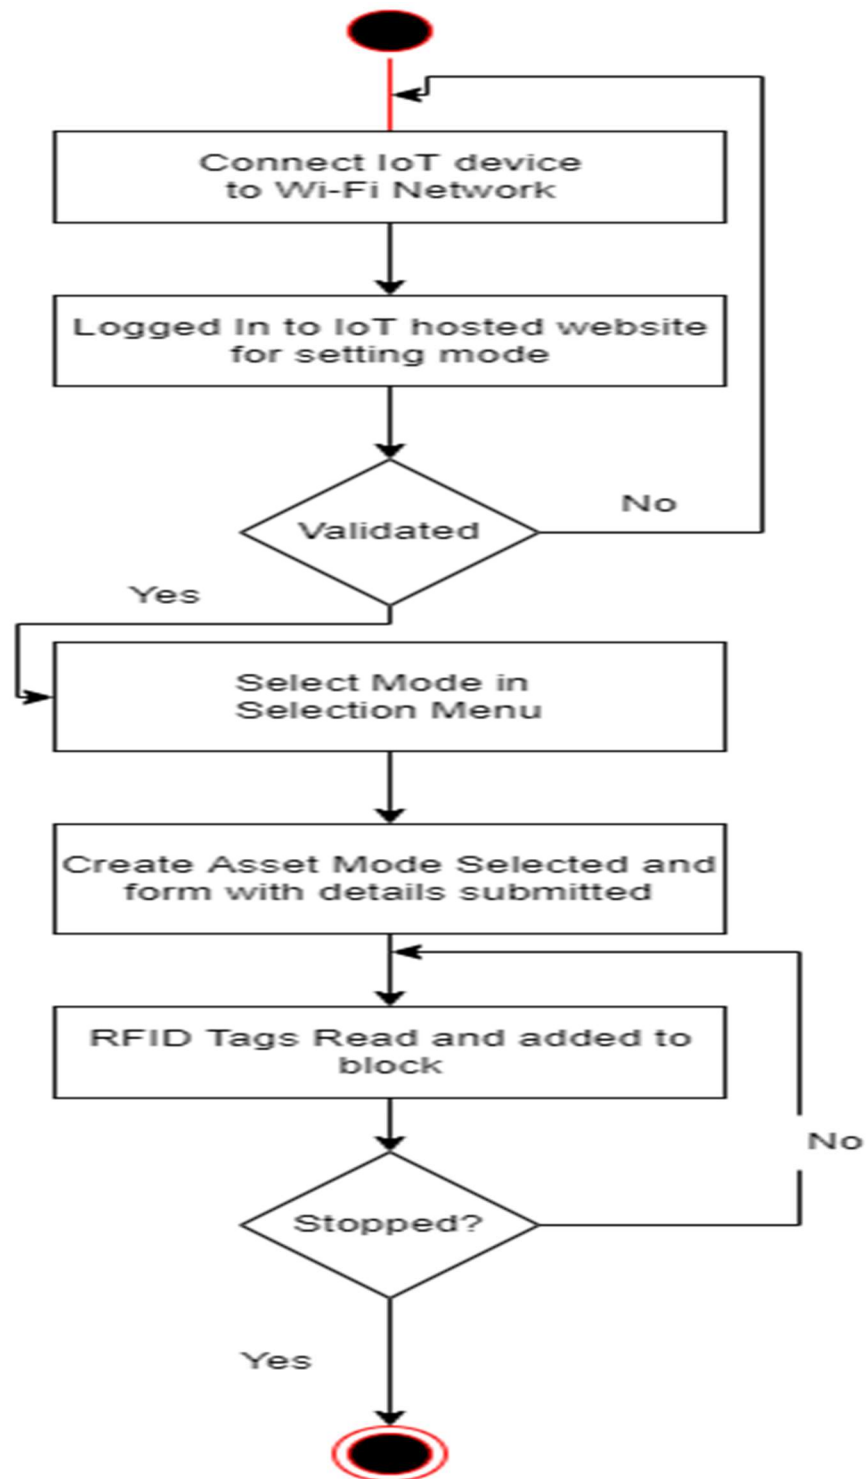 Connect IoT device
to Wi-Fi Network
Logged In to IoT hosted website
for setting mode
Validated
No
Yes
Select Mode in
Selection Menu
Create Asset Mode Selected and
form with details submitted
RFID Tags Read and added to
block
No
Stopped?
Yes